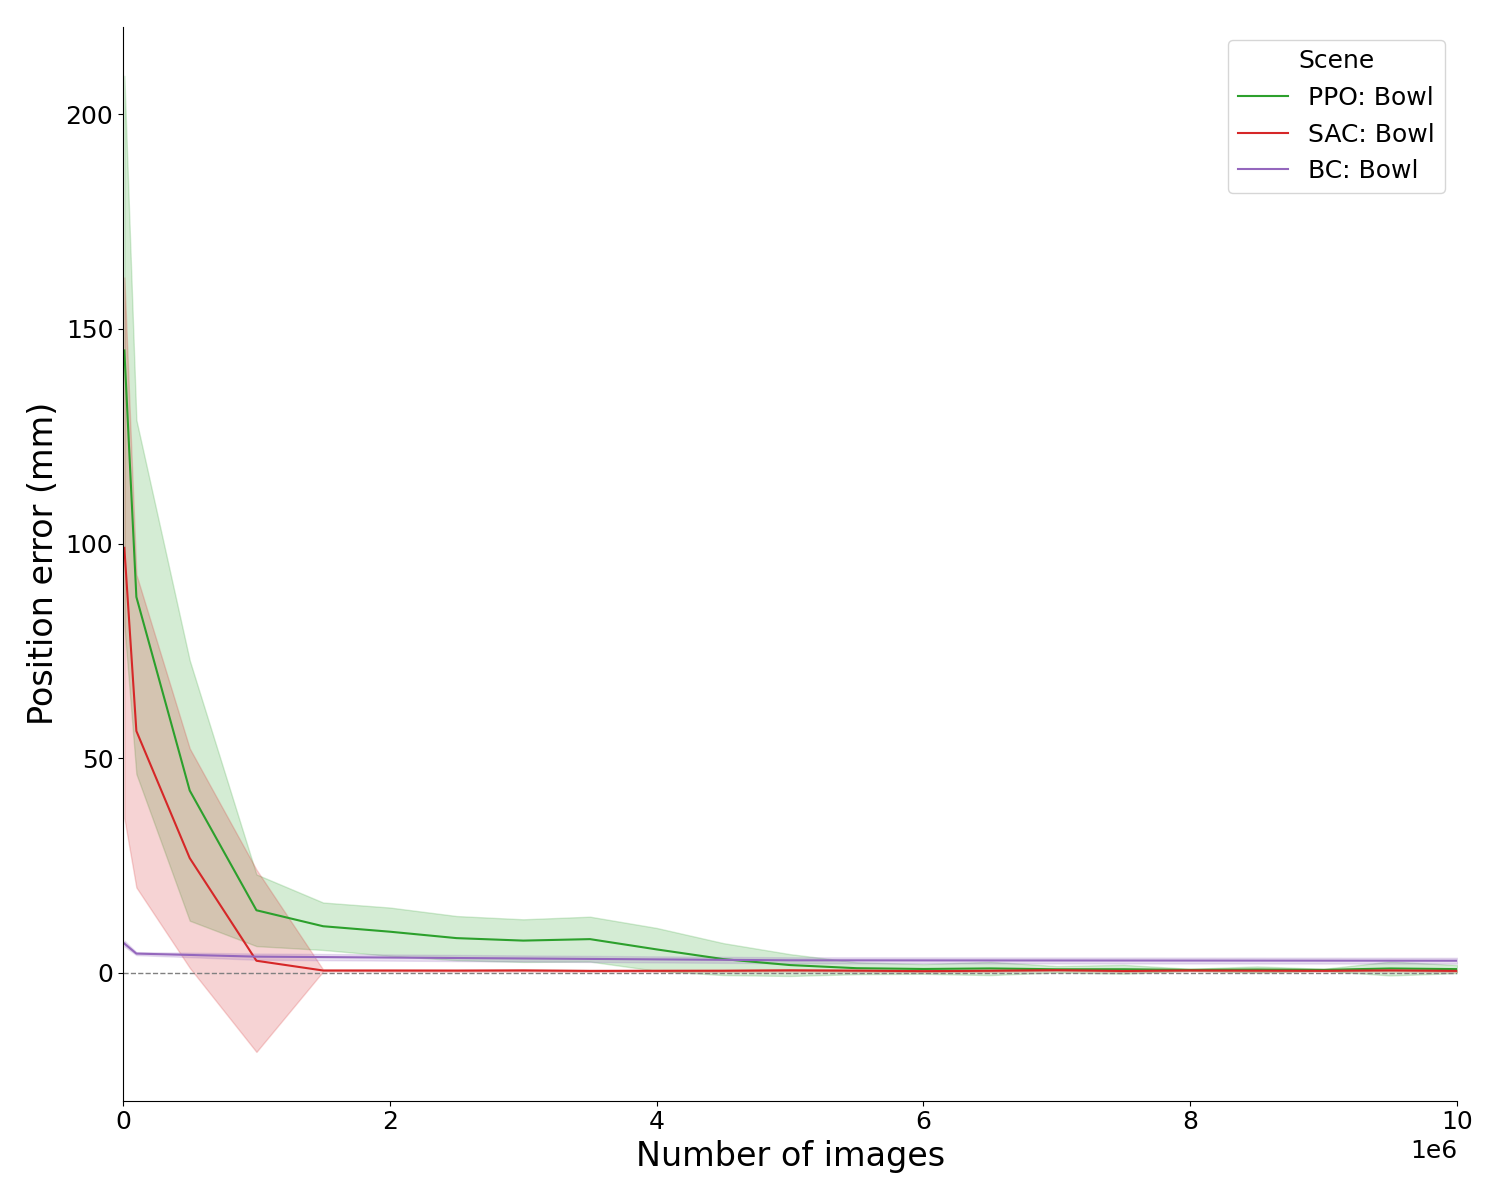 Scene
PPO: Bowl
SAC: Bowl
BC: Bowl
Position error (mm)
200
150
100
50
0
0 2 4 6 8 10
1e6
Number of images